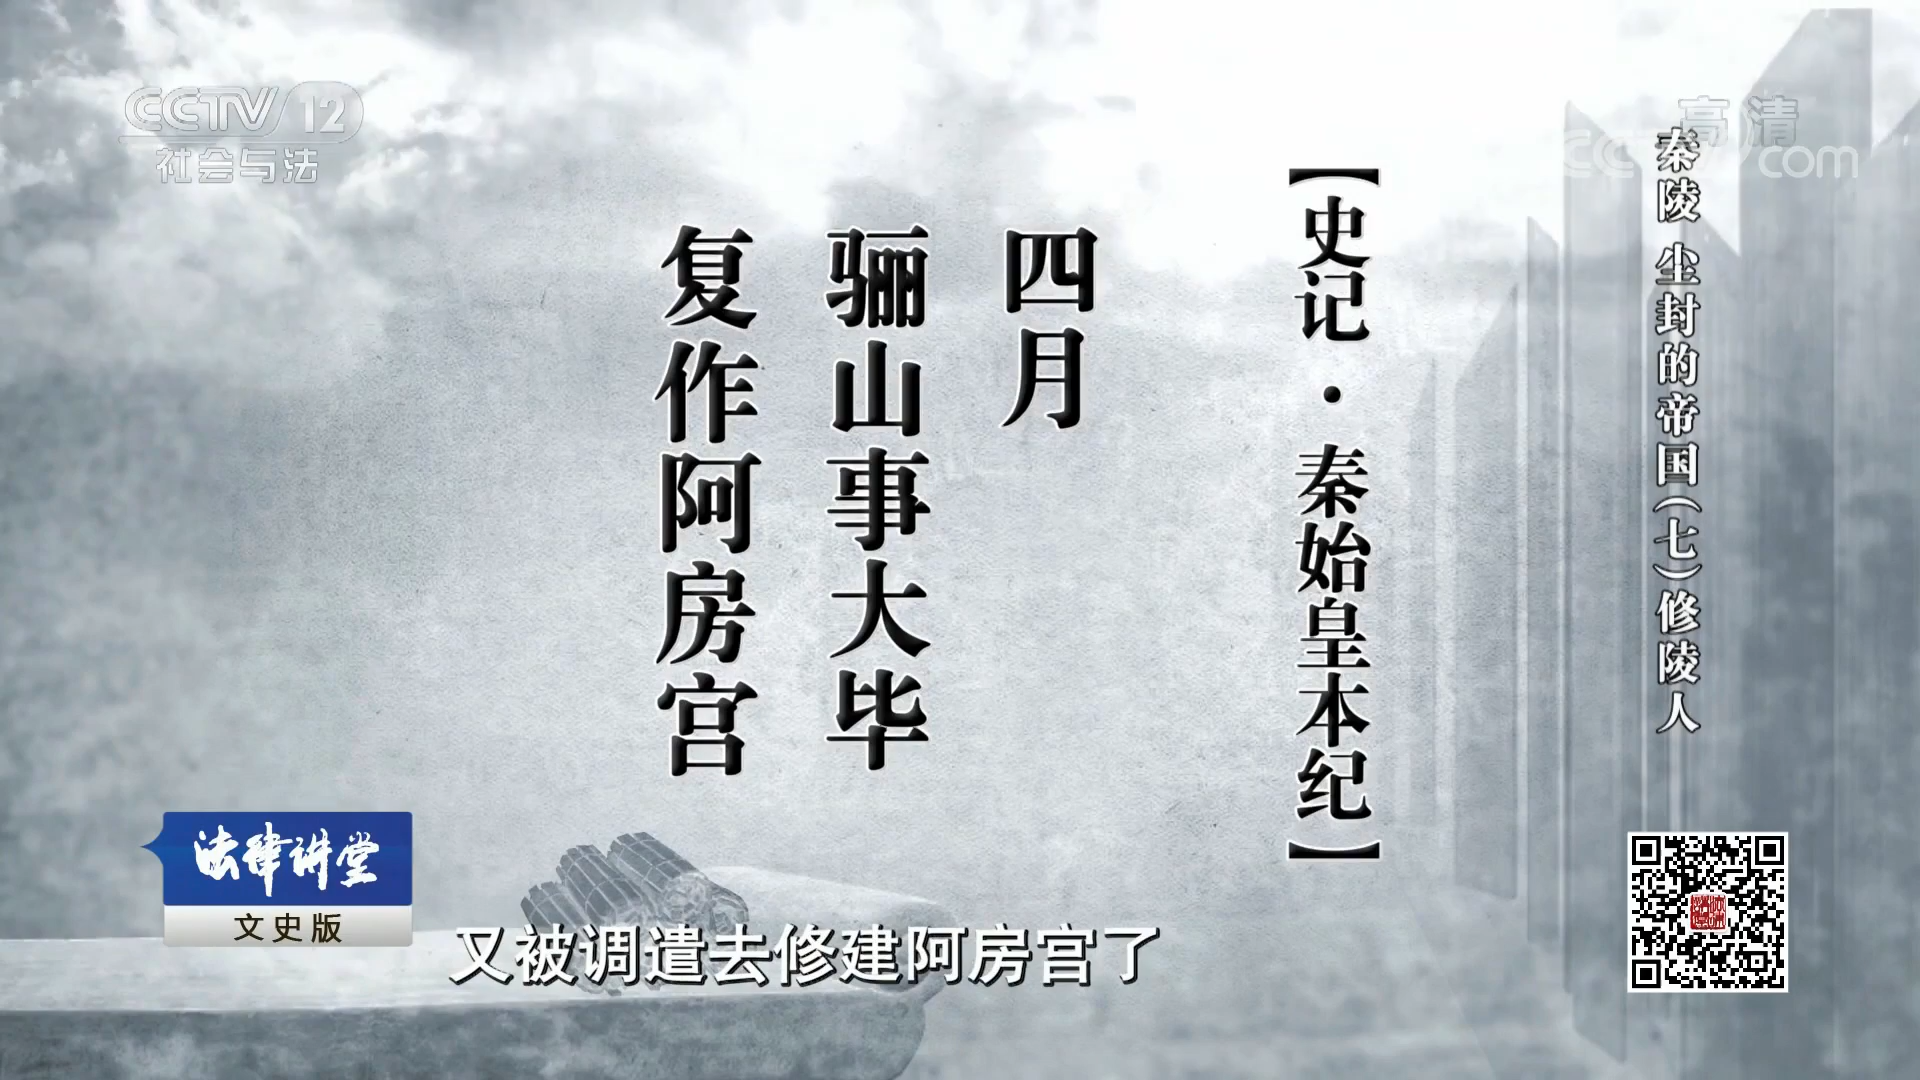 CCTV 12
社会与法
高清
CCTV.com
秦陵 尘封的帝国(七)修陵人
【史记·秦始皇本纪】
四月
骊山事大毕
复作阿房宫
法律讲堂
文史版
又被调遣去修建阿房宫了